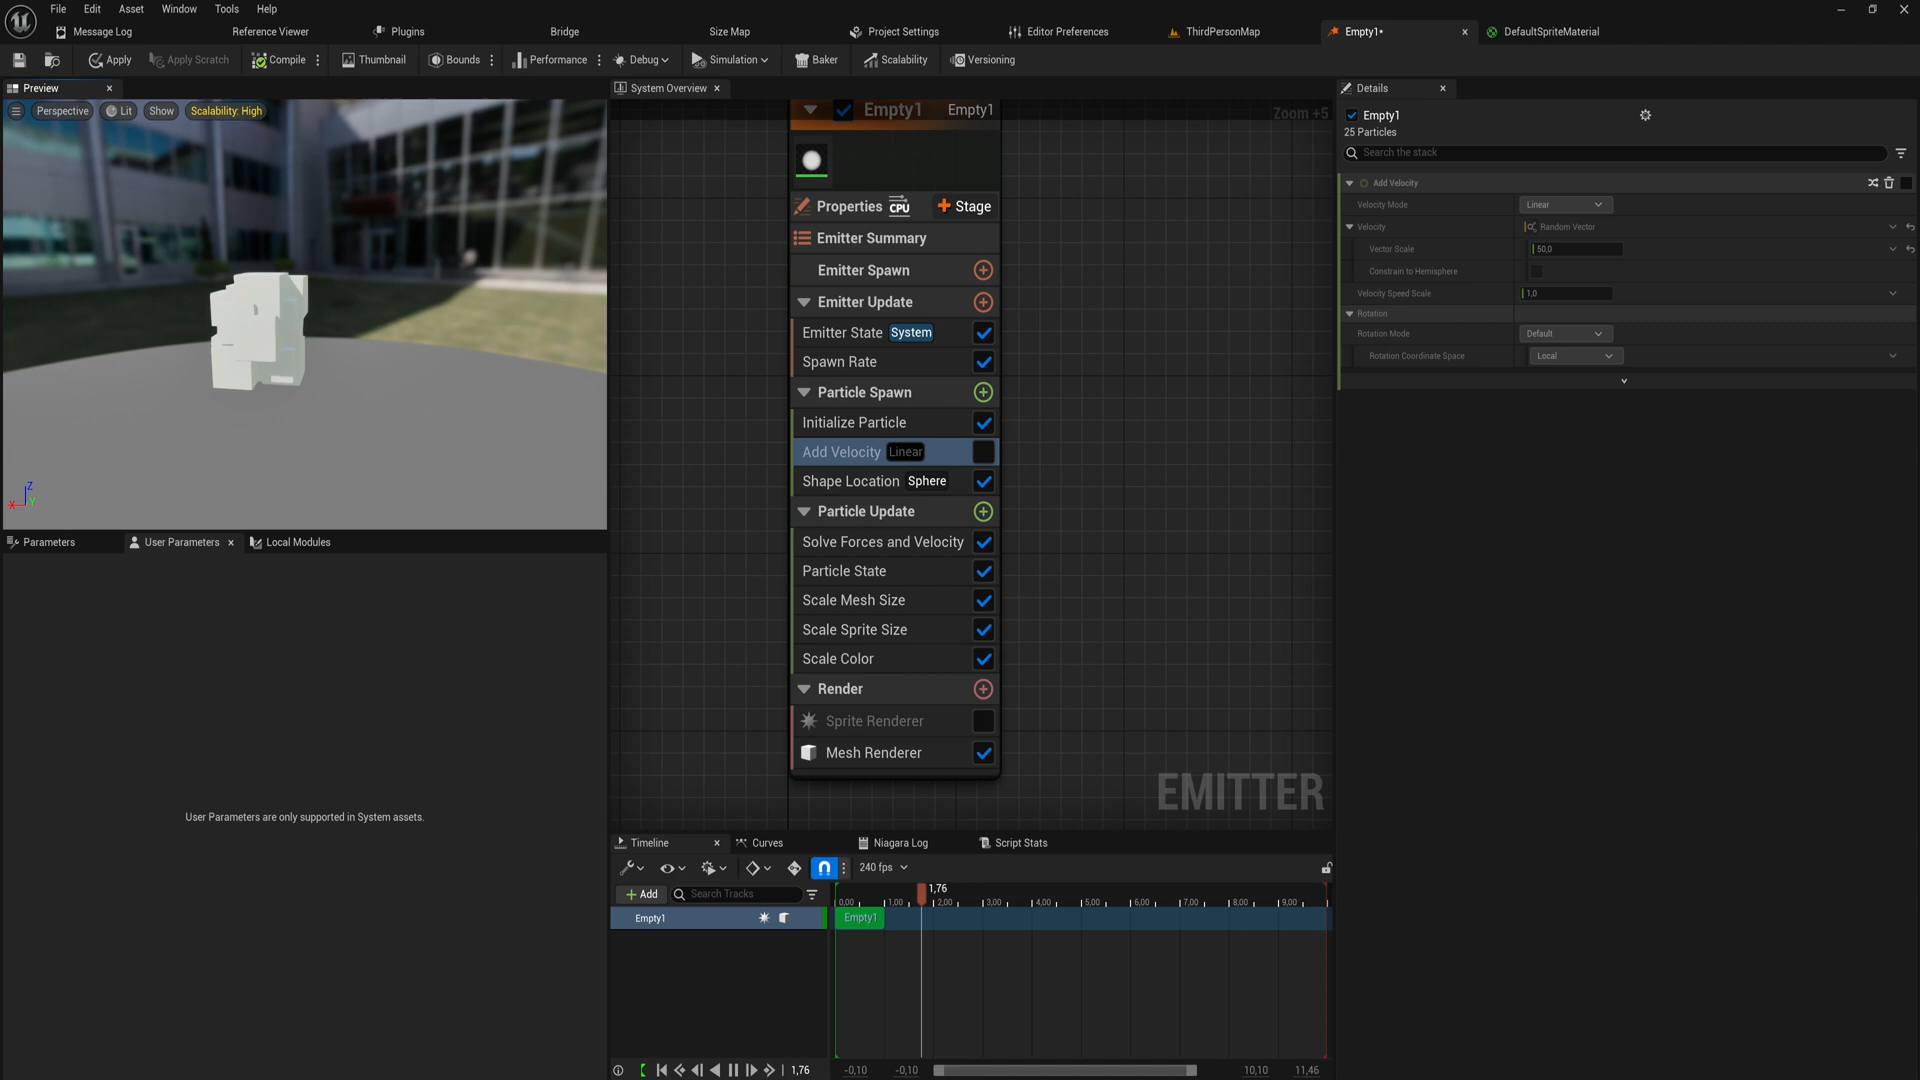 File Edit Asset Window Tools Help
Message Log Reference Viewer Plugins Bridge Size Map Project Settings Editor Preferences ThirdPersonMap Empty1• DefaultSpriteMaterial
Apply Apply Scratch Compile Thumbnail Bounds Performance Debug Simulation Baker Scalability Versioning
Preview
Perspective Lit Show Scalability: High
Z
X Y
Parameters User Parameters Local Modules
User Parameters are only supported in System assets.
System Overview
Zoom +5
Empty1 Empty1
Properties CPU Stage
Emitter Summary
Emitter Spawn
Emitter Update
Emitter State System
Spawn Rate
Particle Spawn
Initialize Particle
Add Velocity Linear
Shape Location Sphere
Particle Update
Solve Forces and Velocity
Particle State
Scale Mesh Size
Scale Sprite Size
Scale Color
Render
Sprite Renderer
Mesh Renderer
EMITTER
Timeline Curves Niagara Log Script Stats
240 fps
+ Add Search Tracks
1,76
0,00 1,00 2,00 3,00 4,00 5,00 6,00 7,00 8,00 9,00
Empty1 Empty1
1,76 -0,10 -0,10 10,10 11,46
Details
Empty1
25 Particles
Search the stack
Add Velocity
Velocity Mode Linear
Velocity Random Vector
Vector Scale 50,0
Constrain to Hemisphere
Velocity Speed Scale 1,0
Rotation
Rotation Mode Default
Rotation Coordinate Space Local